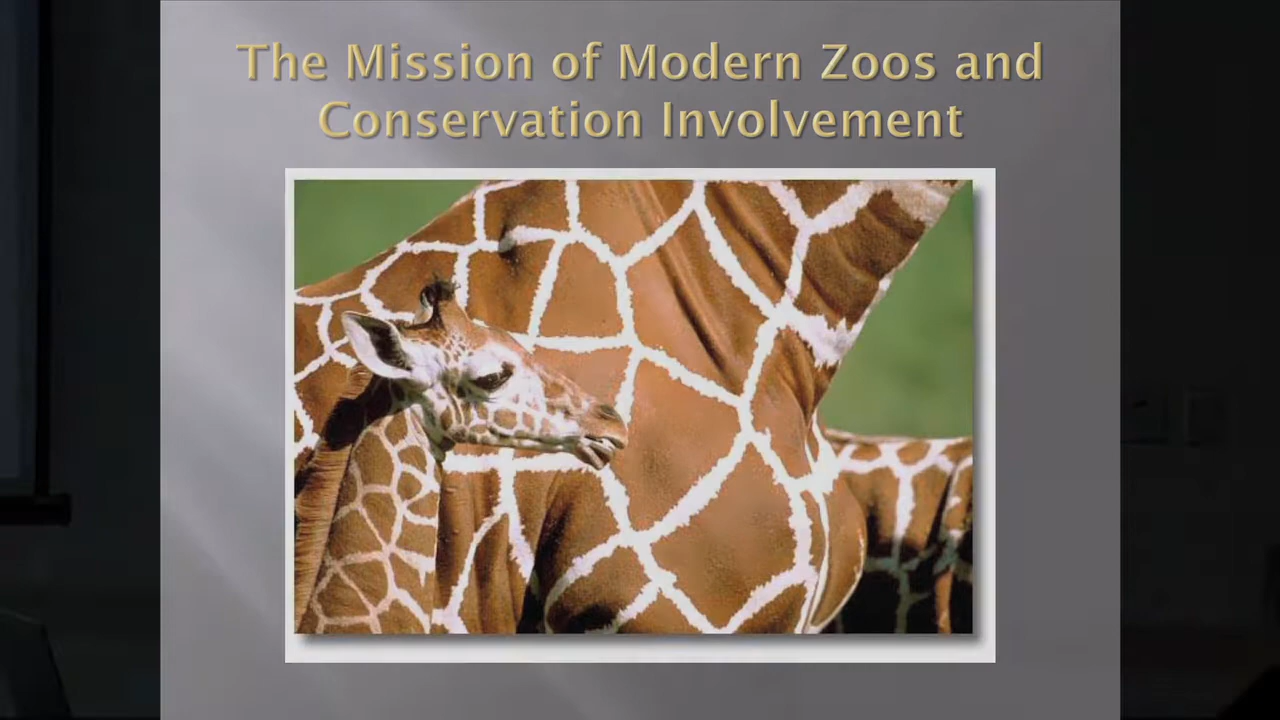 The Mission of Modern Zoos and
Conservation Involvement